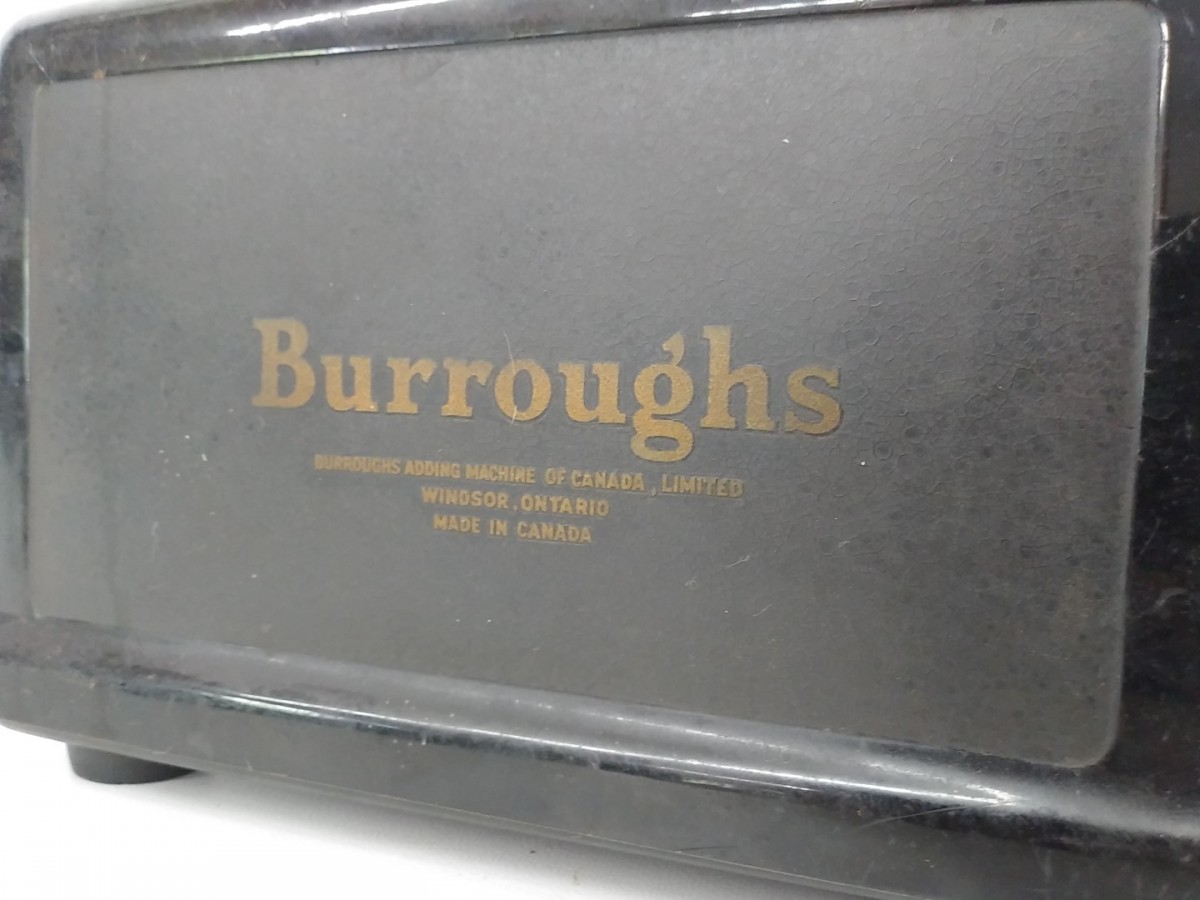 Burroughs
BURROUGHS ADDING MACHINE OF CANADA, LIMITED
WINDSOR, ONTARIO
MADE IN CANADA